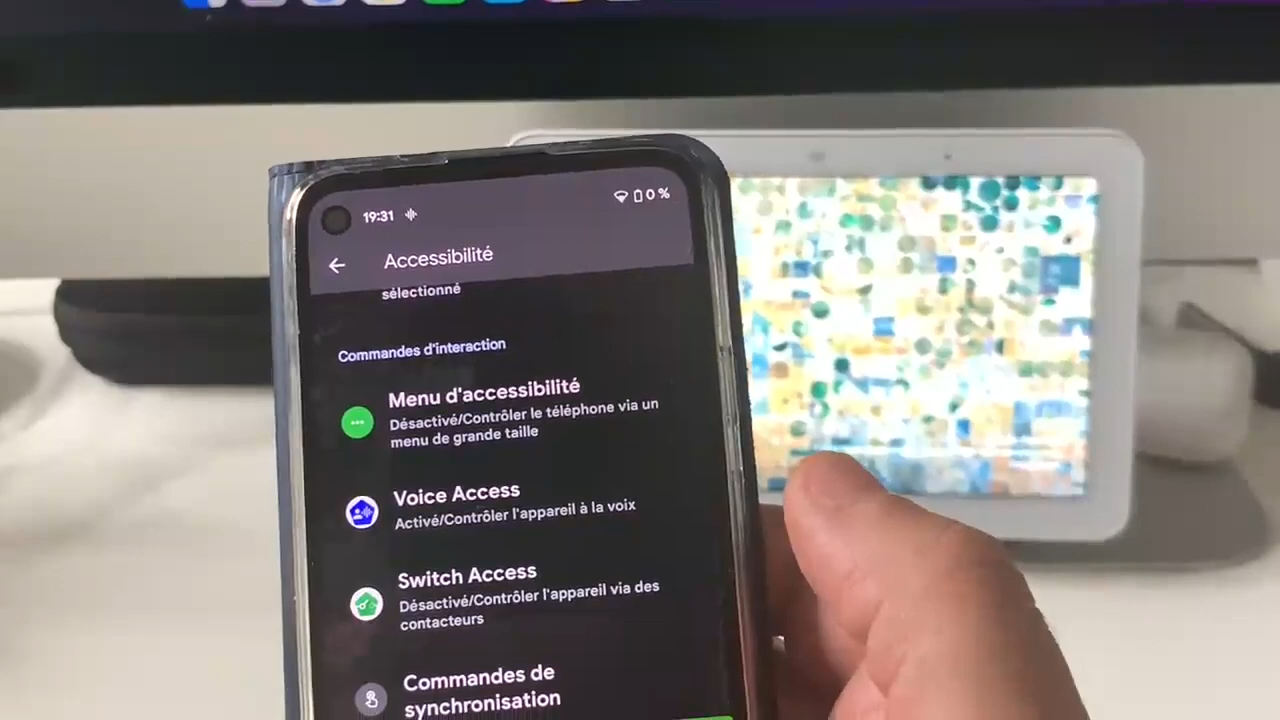 19:31
0 %
Accessibilité
sélectionné
Commandes d'interaction
Menu d'accessibilité
Désactivé/Contrôler le téléphone via un
menu de grande taille
Voice Access
Activé/Contrôler l'appareil à la voix
Switch Access
Désactivé/Contrôler l'appareil via des
contacteurs
Commandes de
synchronisation